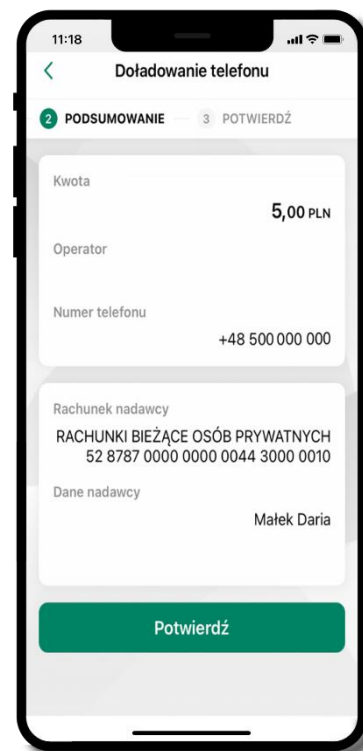 11:18
Doładowanie telefonu
2 PODSUMOWANIE 3 POTWIERDŹ
Kwota
5,00 PLN
Operator
Numer telefonu
+48 500 000 000
Rachunek nadawcy
RACHUNKI BIEŻĄCE OSÓB PRYWATNYCH
52 8787 0000 0000 0044 3000 0010
Dane nadawcy
Małek Daria
Potwierdź